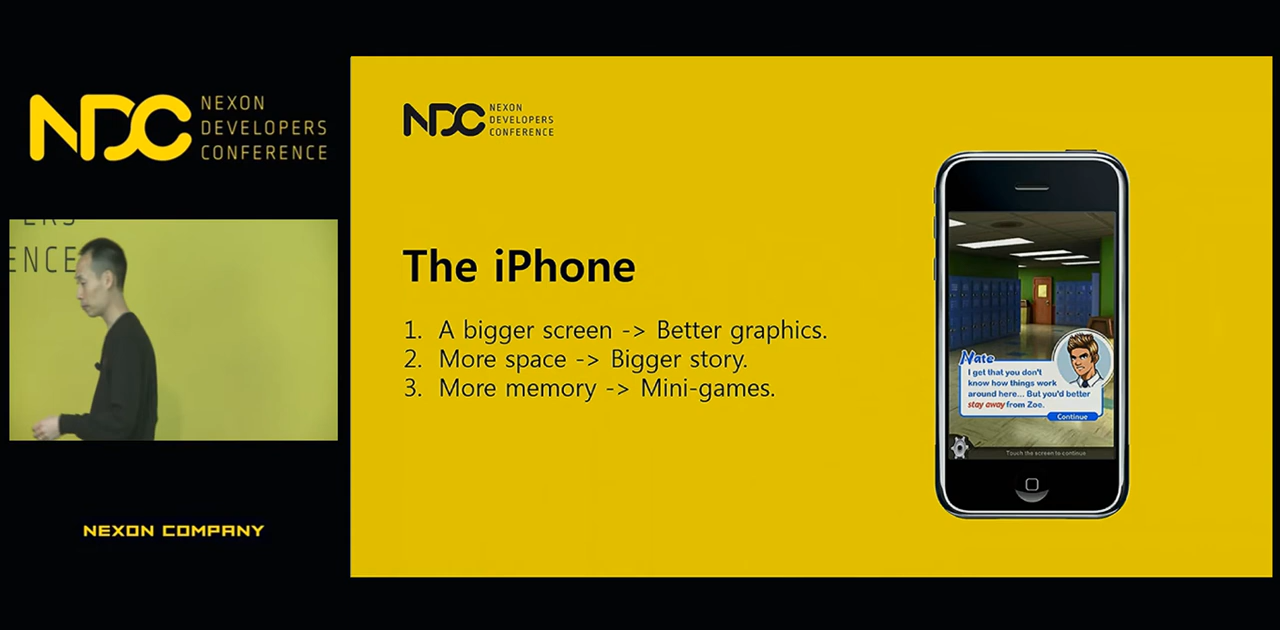 NDC NEXON
DEVELOPERS
CONFERENCE
ERS
ENCE
NEXON COMPANY
NDC NEXON
DEVELOPERS
CONFERENCE
The iPhone
1. A bigger screen -> Better graphics.
2. More space -> Bigger story.
3. More memory -> Mini-games.
Nate
I get that you don't
know how things work
around here... But you'd better
stay away from Zoe.
Continue
Touch the screen to continue